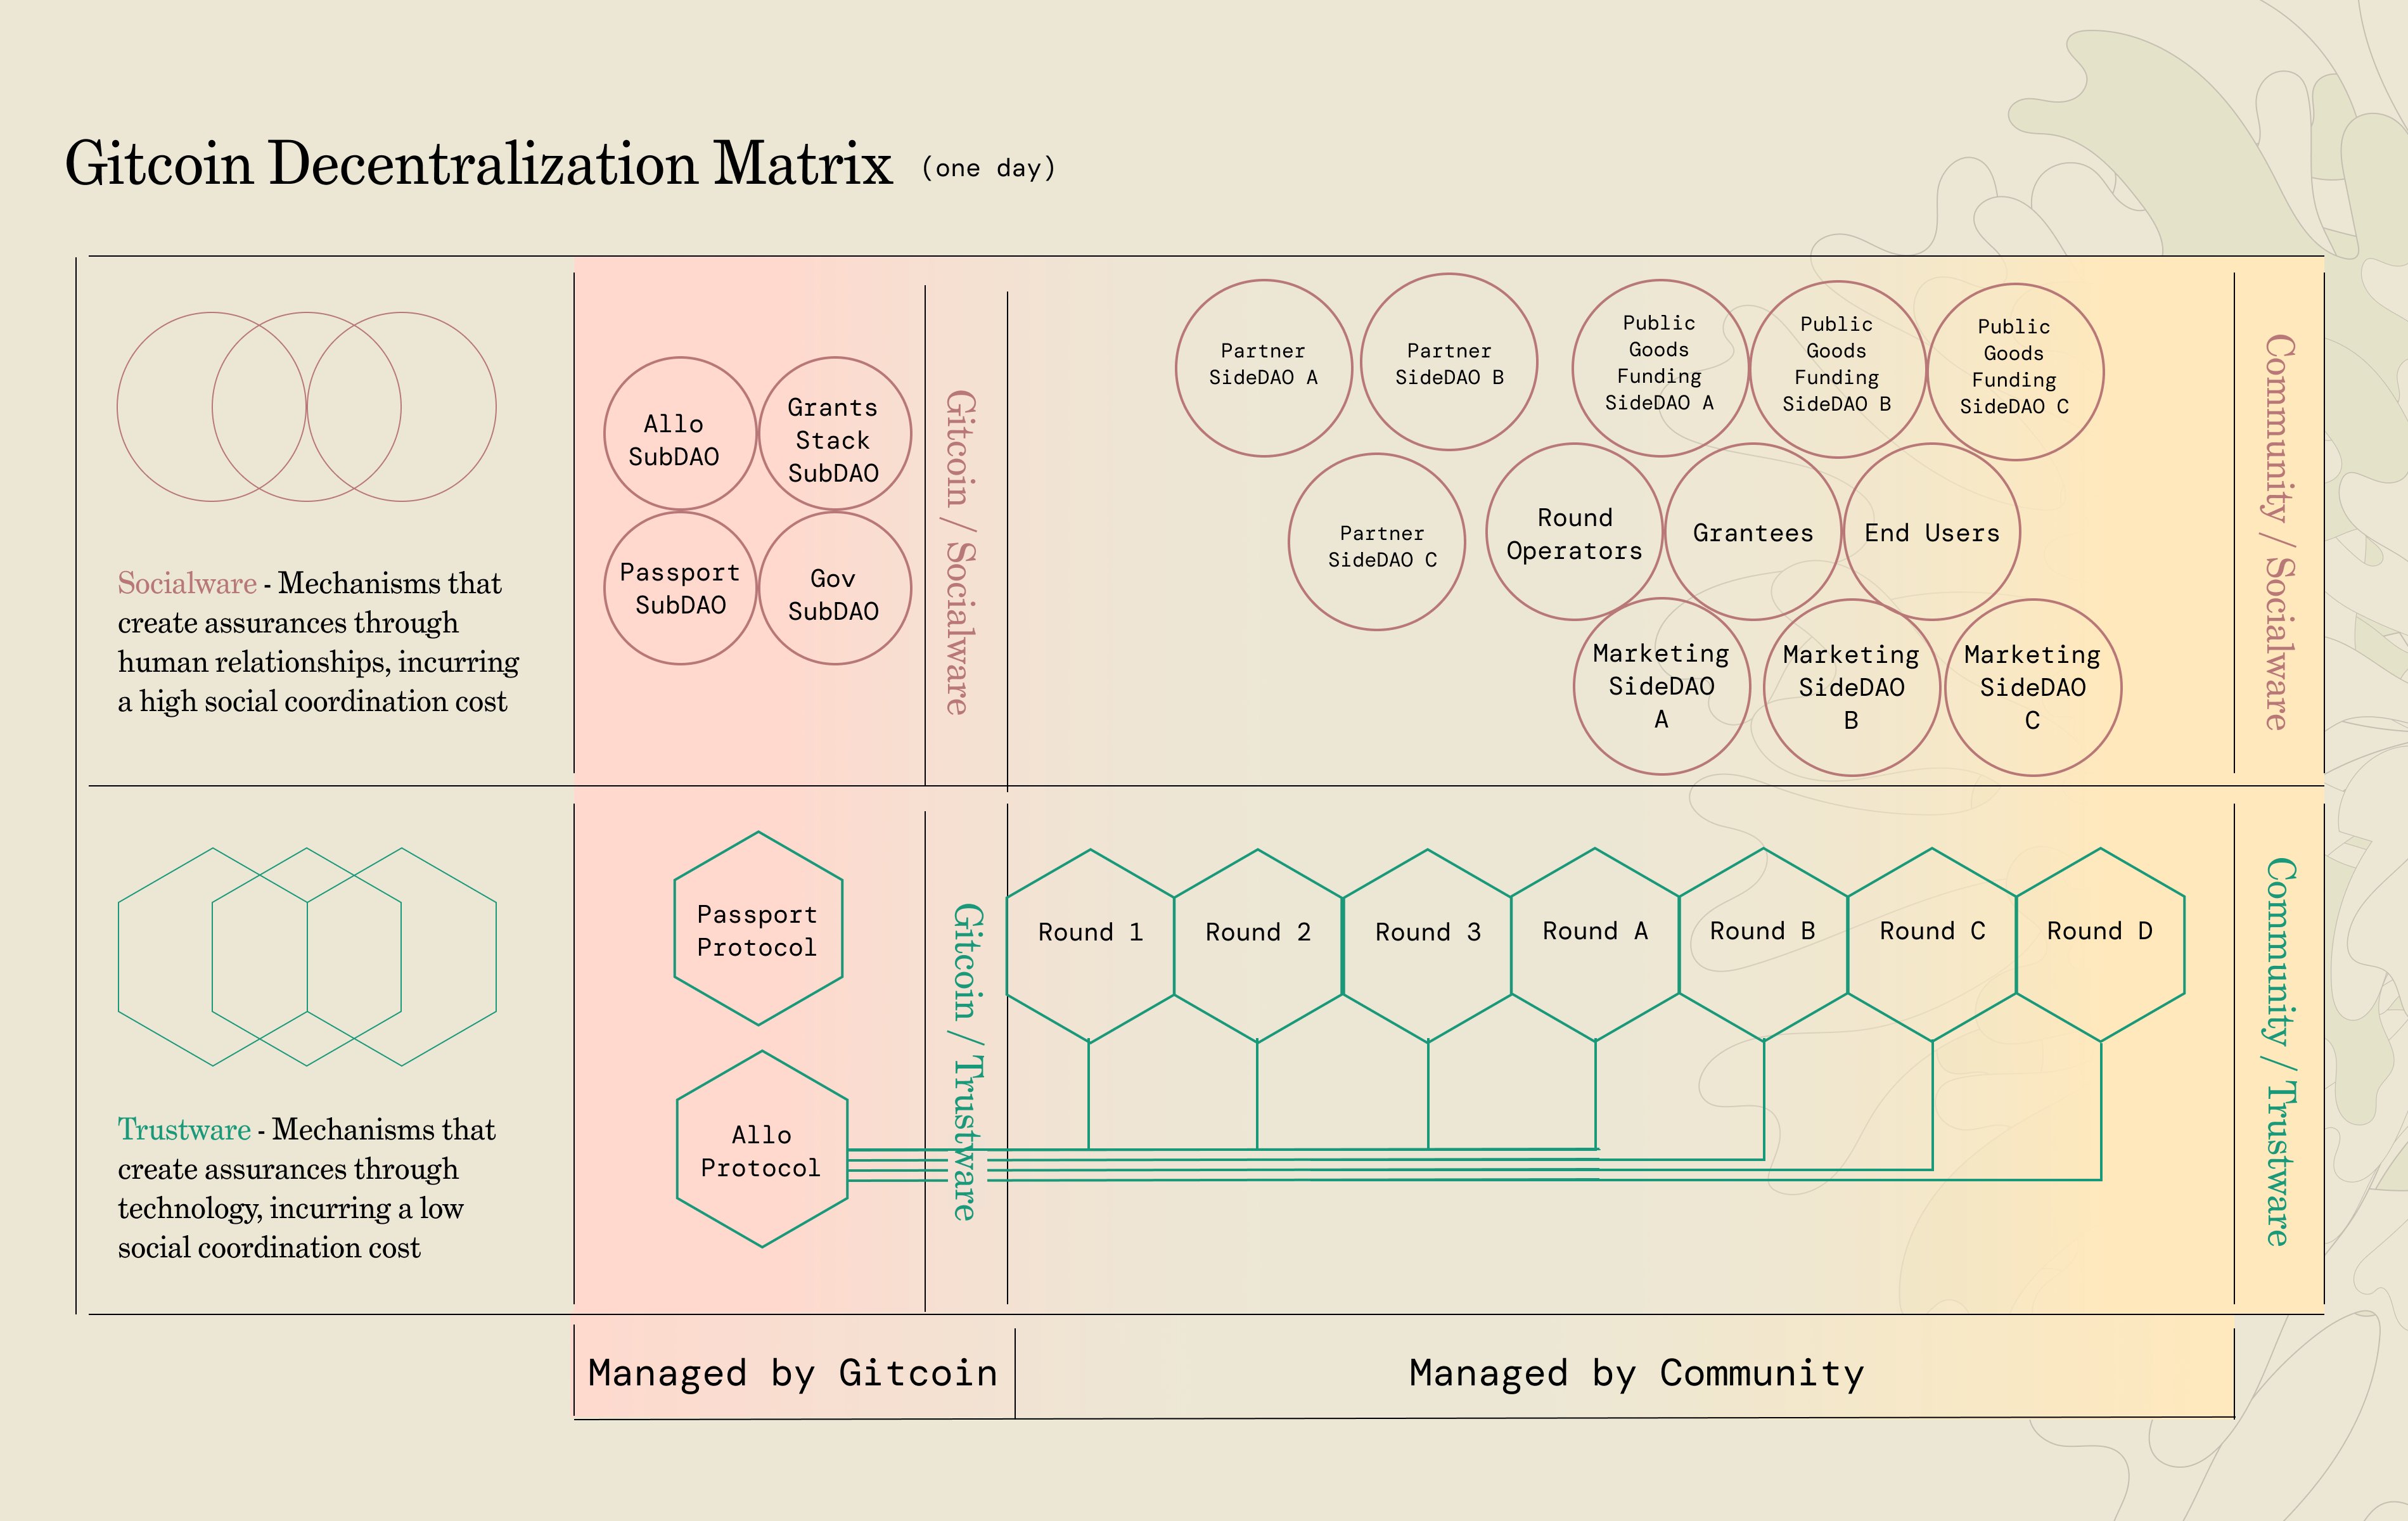 Gitcoin Decentralization Matrix (one day)
Socialware - Mechanisms that
create assurances through
human relationships, incurring
a high social coordination cost
Allo
SubDAO
Grants
Stack
SubDAO
Passport
SubDAO
Gov
SubDAO
Gitcoin / Socialware
Partner
SideDAO A
Partner
SideDAO B
Public
Goods
Funding
SideDAO A
Public
Goods
Funding
SideDAO B
Public
Goods
Funding
SideDAO C
Partner
SideDAO C
Round
Operators
Grantees
End Users
Marketing
SideDAO
A
Marketing
SideDAO
B
Marketing
SideDAO
C
Community / Socialware
Trustware - Mechanisms that
create assurances through
technology, incurring a low
social coordination cost
Passport
Protocol
Allo
Protocol
Gitcoin / Trustware
Round 1
Round 2
Round 3
Round A
Round B
Round C
Round D
Community / Trustware
Managed by Gitcoin
Managed by Community